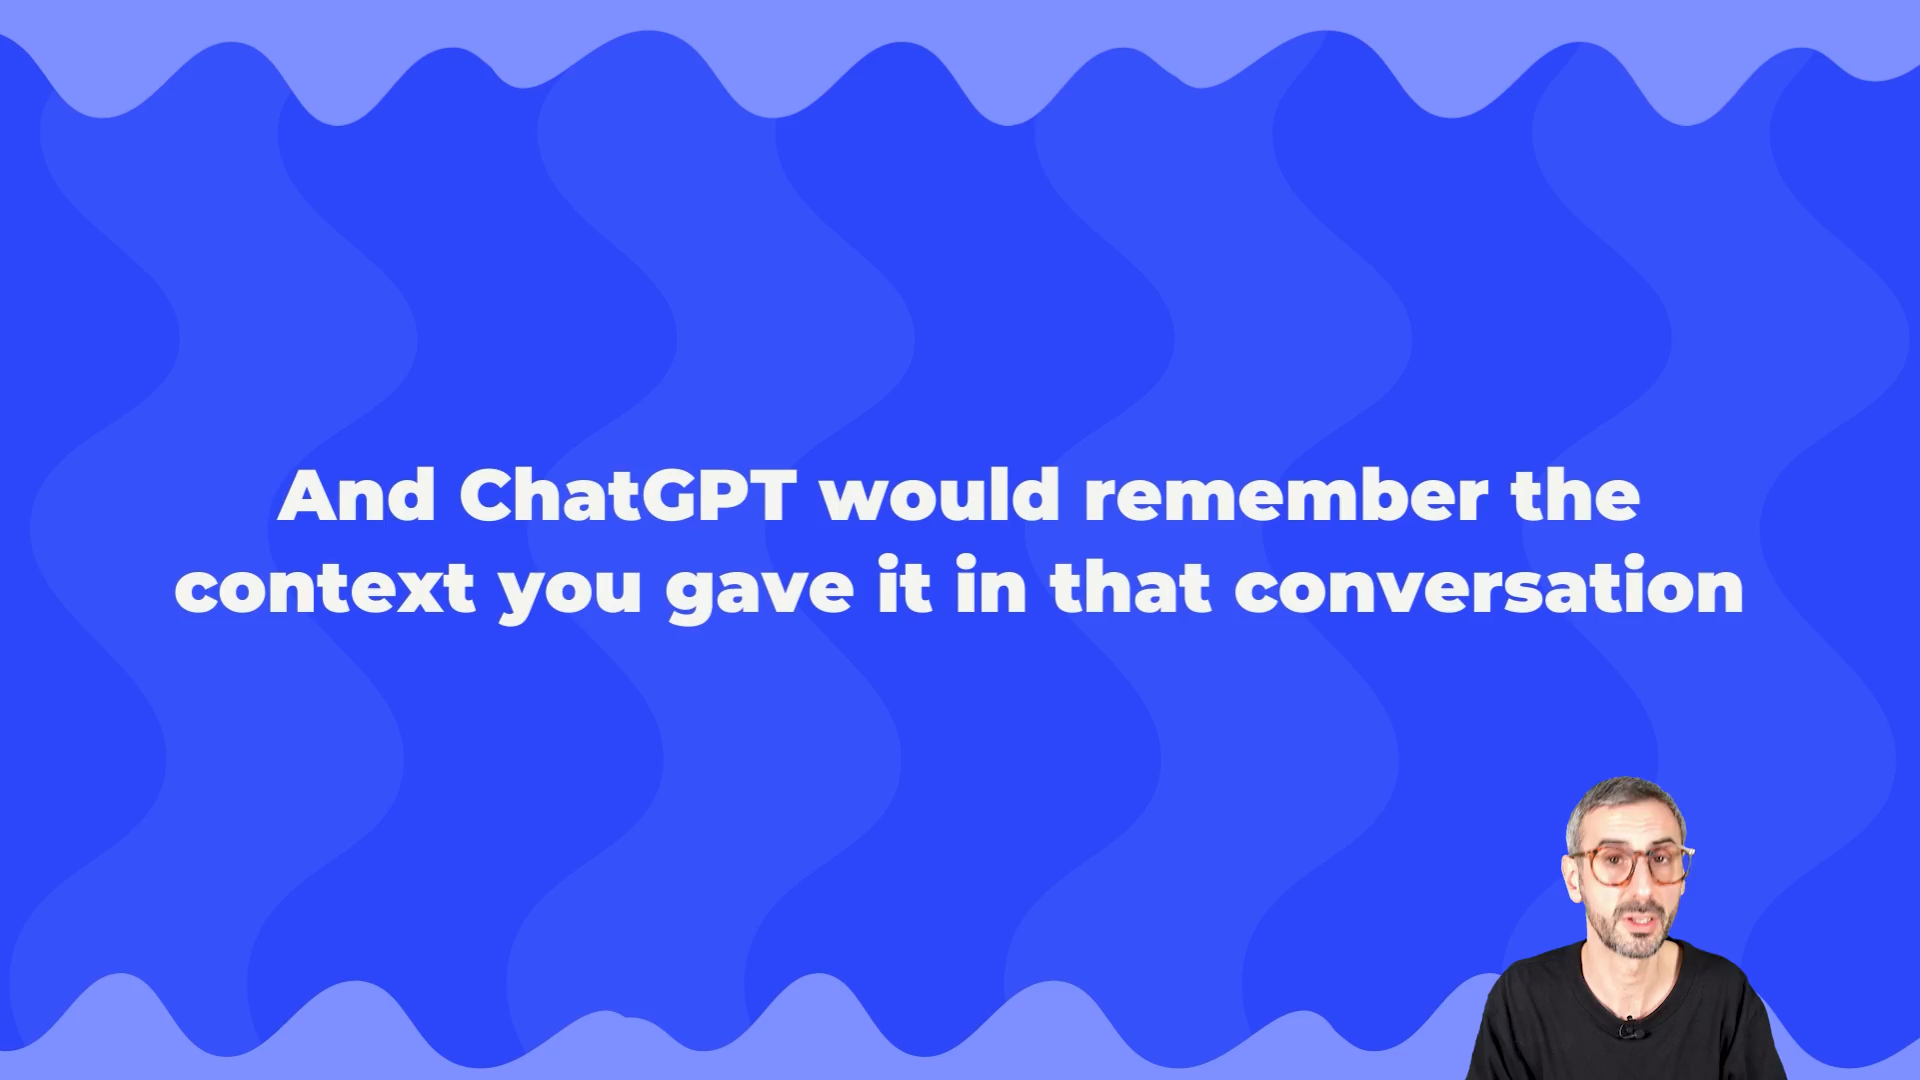 And ChatGPT would remember the
context you gave it in that conversation